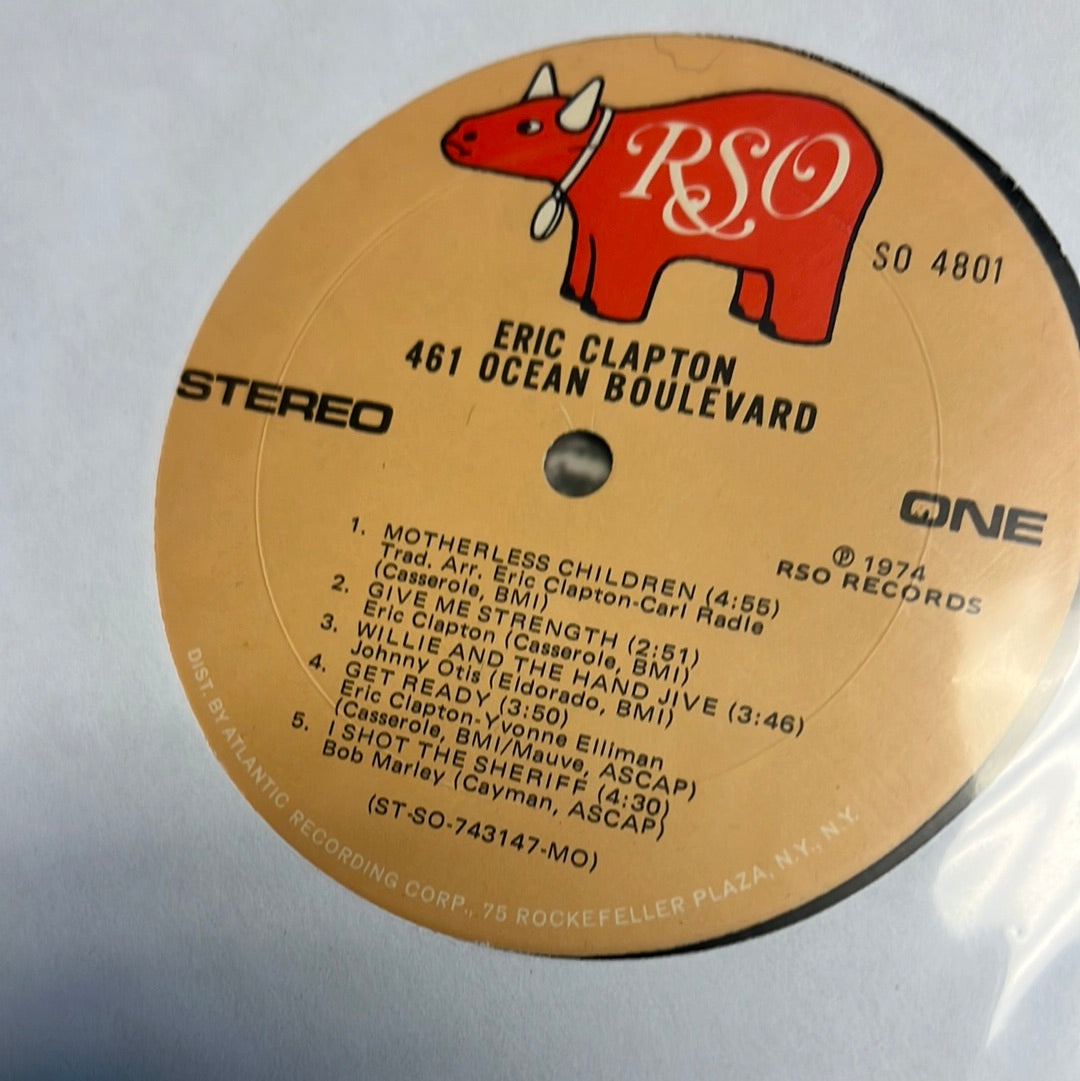 RSO
SO 4801
ERIC CLAPTON
461 OCEAN BOULEVARD
STEREO
ONE
℗ 1974
RSO RECORDS
1. MOTHERLESS CHILDREN (4:55)
Trad. Arr. Eric Clapton-Carl Radle
(Casserole, BMI)
2. GIVE ME STRENGTH (2:51)
Eric Clapton (Casserole, BMI)
3. WILLIE AND THE HAND JIVE (3:46)
Johnny Otis (Eldorado, BMI)
4. GET READY (3:50)
Eric Clapton-Yvonne Elliman
(Casserole, BMI/Mauve, ASCAP)
5. I SHOT THE SHERIFF (4:30)
Bob Marley (Cayman, ASCAP)
(ST-SO-743147-MO)
DIST. BY ATLANTIC RECORDING CORP., 75 ROCKEFELLER PLAZA, N.Y., N.Y.